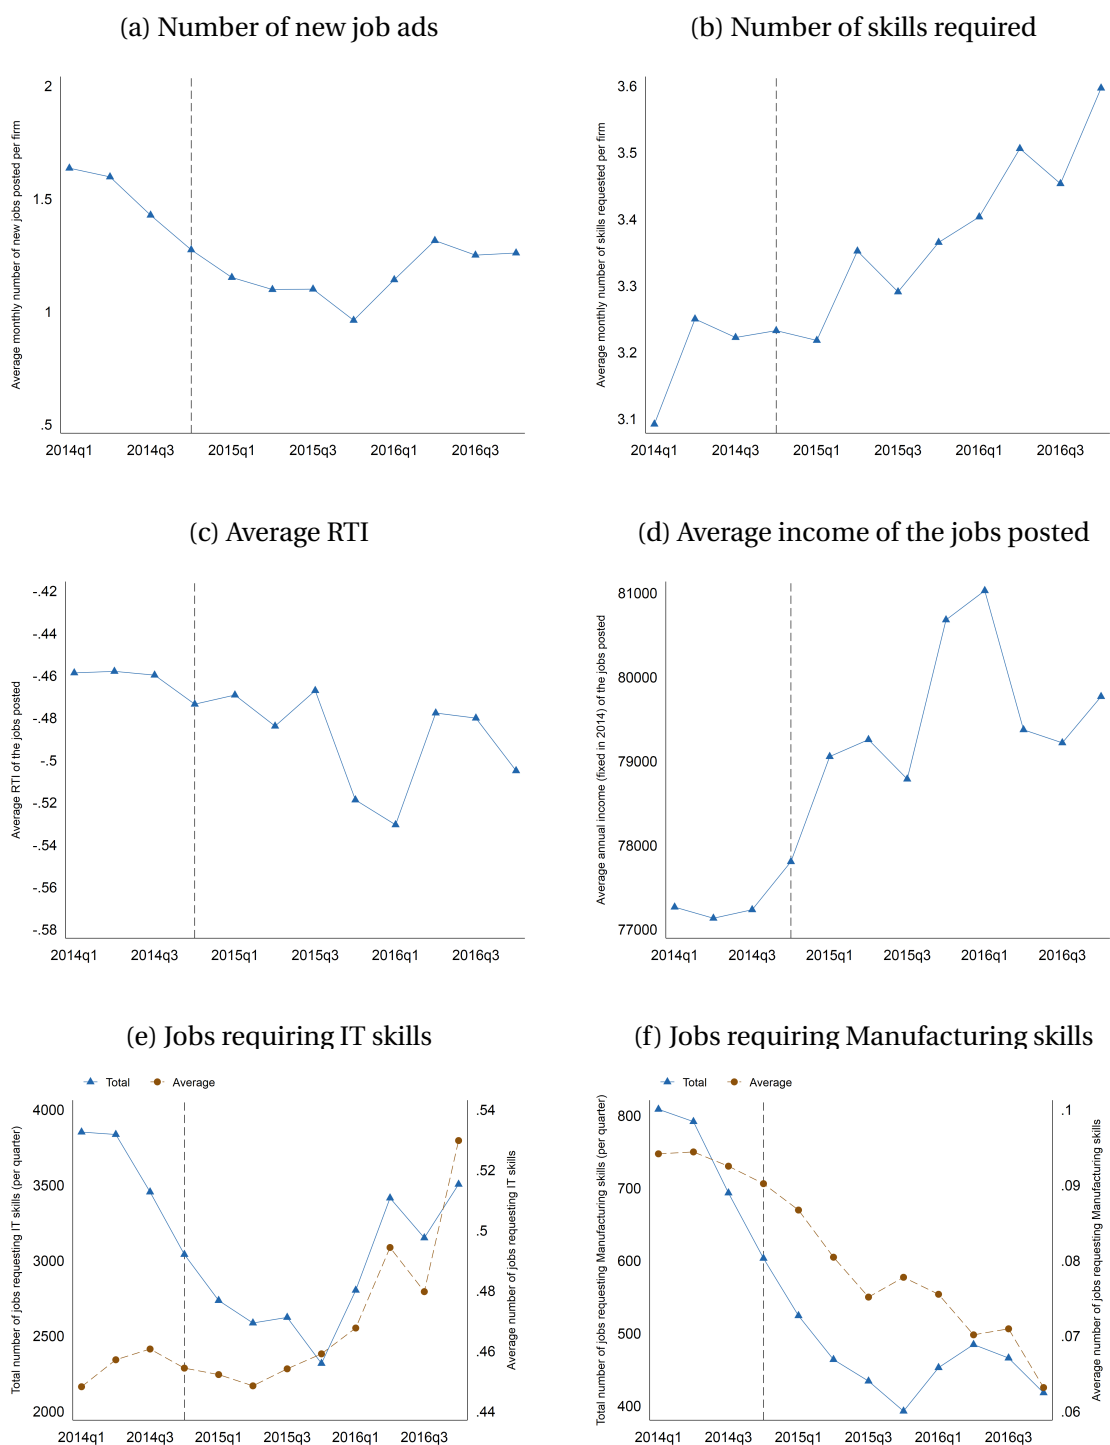 (a) Number of new job ads
Average monthly number of new jobs posted per firm
2
1.5
1
.5
2014q1 2014q3 2015q1 2015q3 2016q1 2016q3
(b) Number of skills required
Average monthly number of skills requested per firm
3.6
3.5
3.4
3.3
3.2
3.1
2014q1 2014q3 2015q1 2015q3 2016q1 2016q3
(c) Average RTI
Average RTI of the jobs posted
-.42
-.44
-.46
-.48
-.5
-.52
-.54
-.56
-.58
2014q1 2014q3 2015q1 2015q3 2016q1 2016q3
(d) Average income of the jobs posted
Average annual income (fixed in 2014) of the jobs posted
81000
80000
79000
78000
77000
2014q1 2014q3 2015q1 2015q3 2016q1 2016q3
(e) Jobs requiring IT skills
Total Average
Total number of jobs requesting IT skills (per quarter)
4000
3500
3000
2500
2000
.54
.52
.5
.48
.46
.44
Average number of jobs requesting IT skills
2014q1 2014q3 2015q1 2015q3 2016q1 2016q3
(f) Jobs requiring Manufacturing skills
Total Average
Total number of jobs requesting Manufacturing skills (per quarter)
800
700
600
500
400
.1
.09
.08
.07
.06
Average number of jobs requesting Manufacturing skills
2014q1 2014q3 2015q1 2015q3 2016q1 2016q3